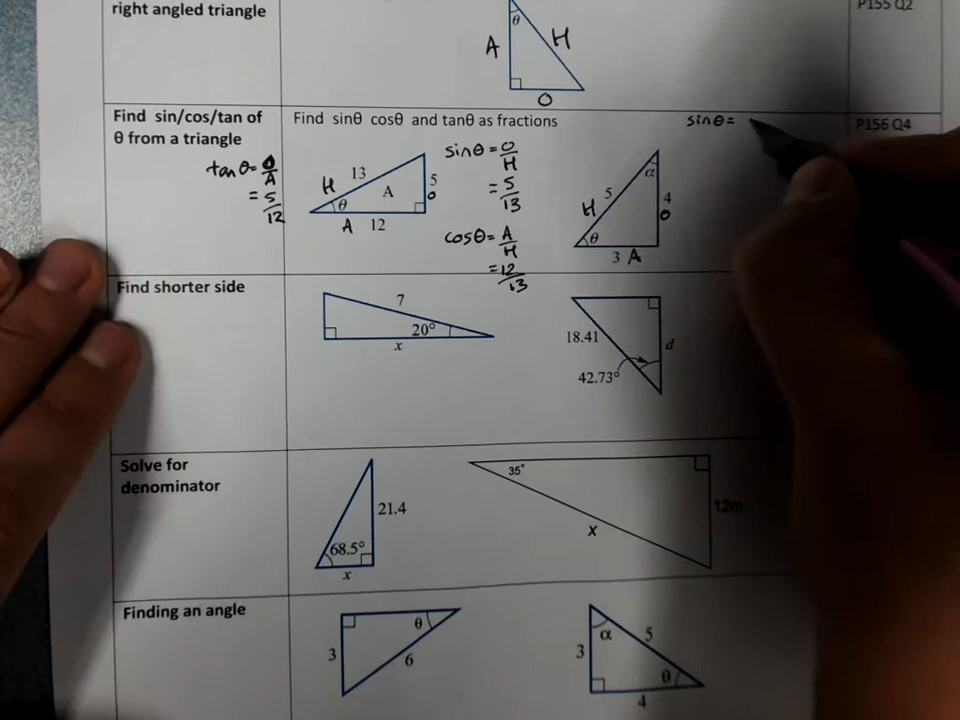 right angled triangle
θ
A
H
O
P155 Q2
Find sin/cos/tan of
θ from a triangle
Find sinθ cosθ and tanθ as fractions
P156 Q4
tanθ = O/A
= 5/12
H
13
A
5
O
θ
A
12
sinθ = O/H
= 5/13
cosθ = A/H
= 12/13
sinθ =
α
5
H
4
O
θ
3
A
Find shorter side
7
20°
x
18.41
d
42.73°
Solve for
denominator
21.4
68.5°
x
35°
12m
x
Finding an angle
θ
3
6
α
5
3
θ
4